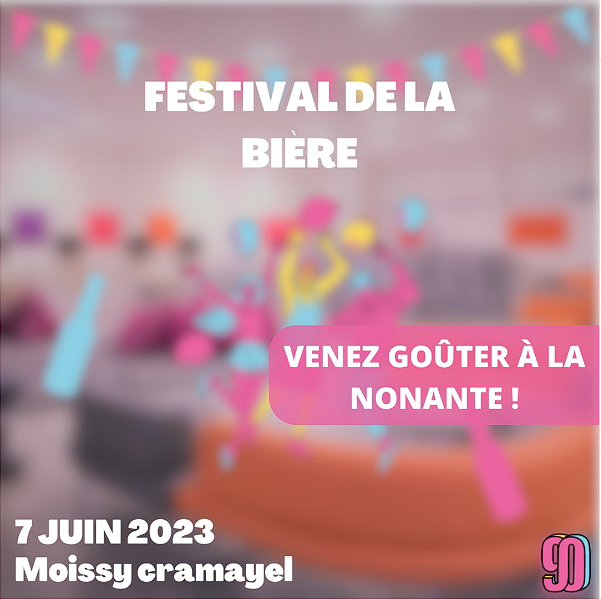 FESTIVAL DE LA
BIÈRE
VENEZ GOÛTER À LA
NONANTE !
7 JUIN 2023
Moissy cramayel
90